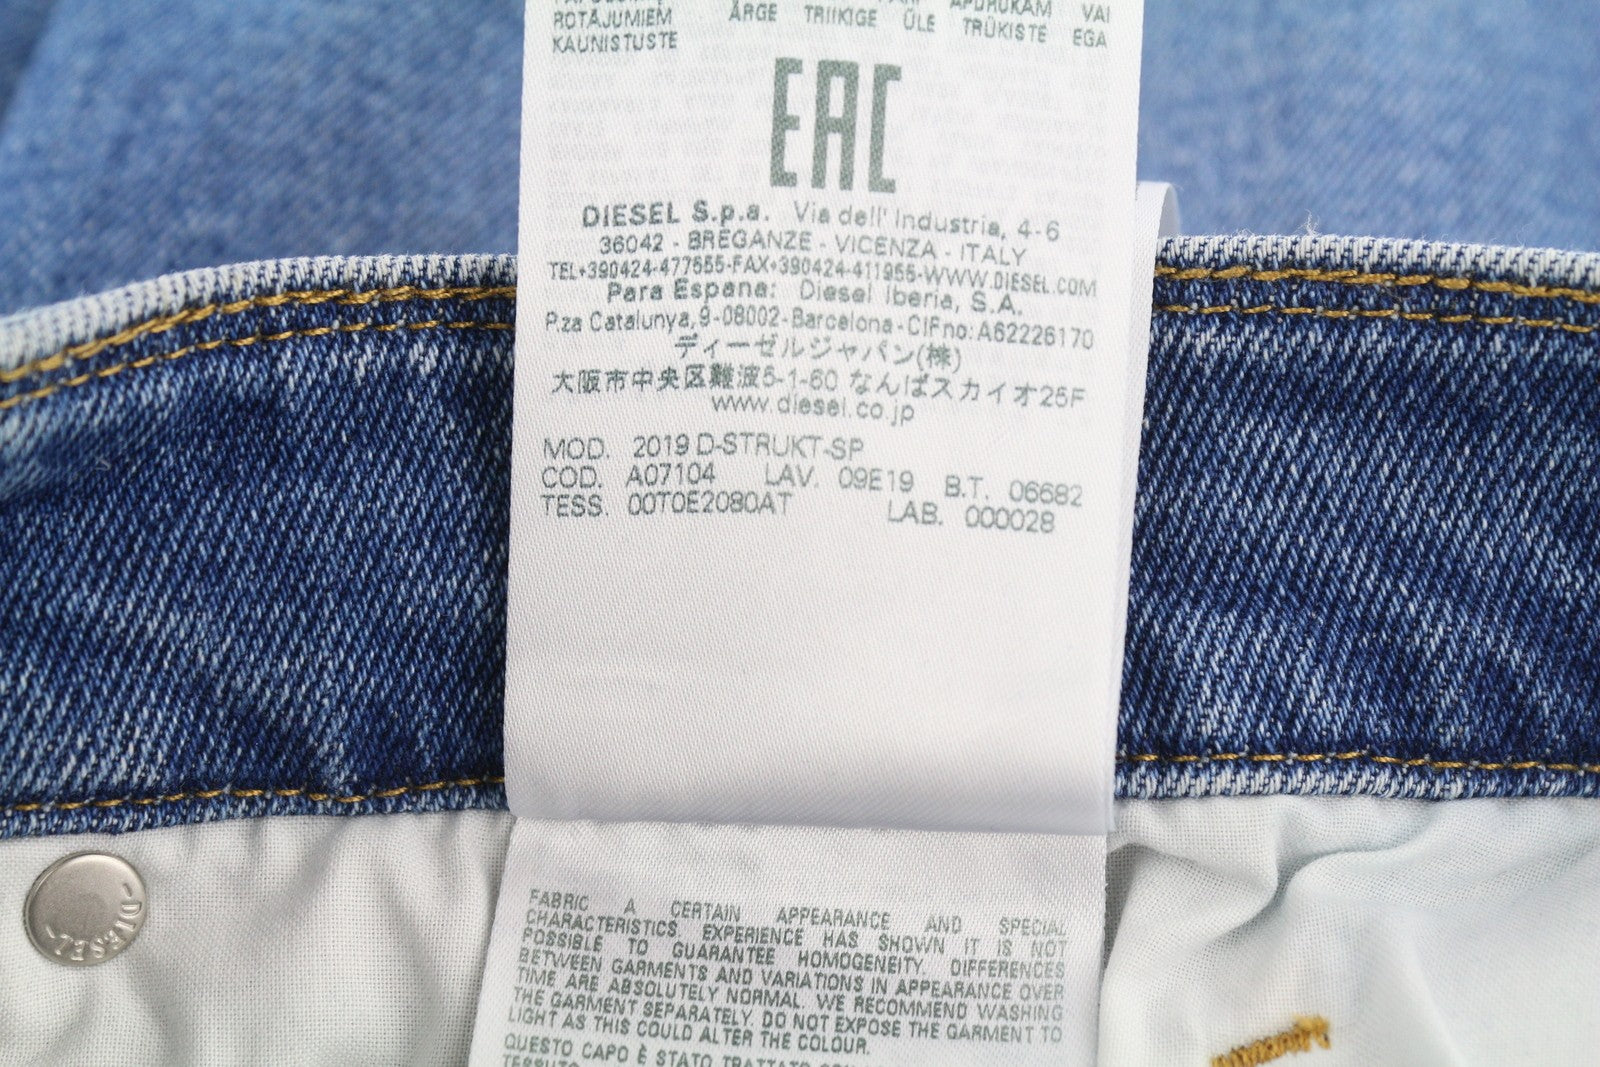 APDRUKĀM VAI
ROTĀJUMIEM ÄRGE TRIIKIGE ÜLE TRÜKISTE EGA
KAUNISTUSTE
EAC
DIESEL S.p.a. Via dell' Industria, 4-6
36042 - BREGANZE - VICENZA - ITALY
TEL+390424-477555-FAX+390424-411955-WWW.DIESEL.COM
Para Espana: Diesel Iberia, S.A.
P.za Catalunya,9-08002-Barcelona-CIFno:A62226170
ディーゼルジャパン(株)
大阪市中央区難波5-1-60 なんばスカイオ25F
www.diesel.co.jp
MOD. 2019 D-STRUKT-SP
COD. A07104 LAV. 09E19 B.T. 06682
TESS. 00T0E2080AT LAB. 000028
FABRIC A CERTAIN APPEARANCE AND SPECIAL
CHARACTERISTICS. EXPERIENCE HAS SHOWN IT IS NOT
POSSIBLE TO GUARANTEE HOMOGENEITY. DIFFERENCES
BETWEEN GARMENTS AND VARIATIONS IN APPEARANCE OVER
TIME ARE ABSOLUTELY NORMAL. WE RECOMMEND WASHING
THE GARMENT SEPARATELY. DO NOT EXPOSE THE GARMENT TO
LIGHT AS THIS COULD ALTER THE COLOUR.
QUESTO CAPO È STATO TRATTATO
TESSUTO
DIESEL